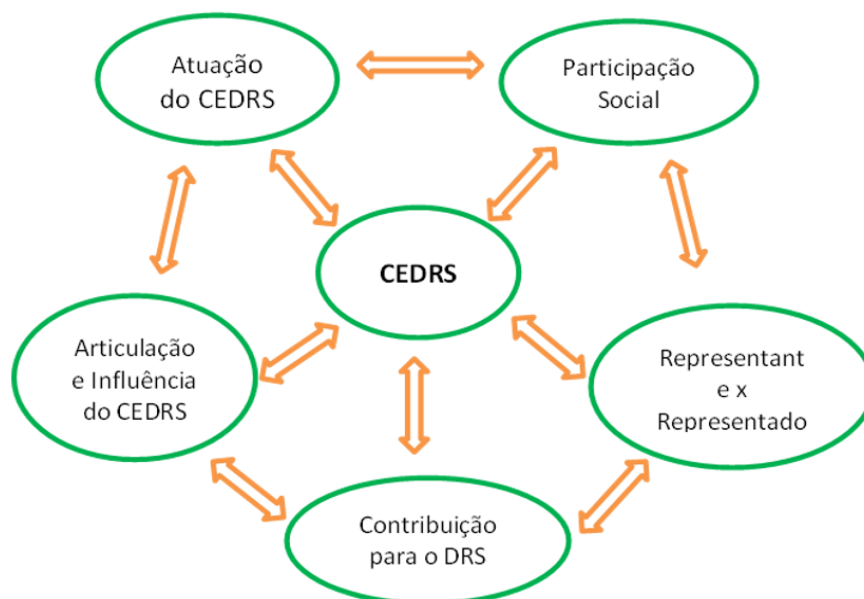 Atuação
do CEDRS
Participação
Social
CEDRS
Articulação
e Influência
do CEDRS
Representant
e x
Representado
Contribuição
para o DRS